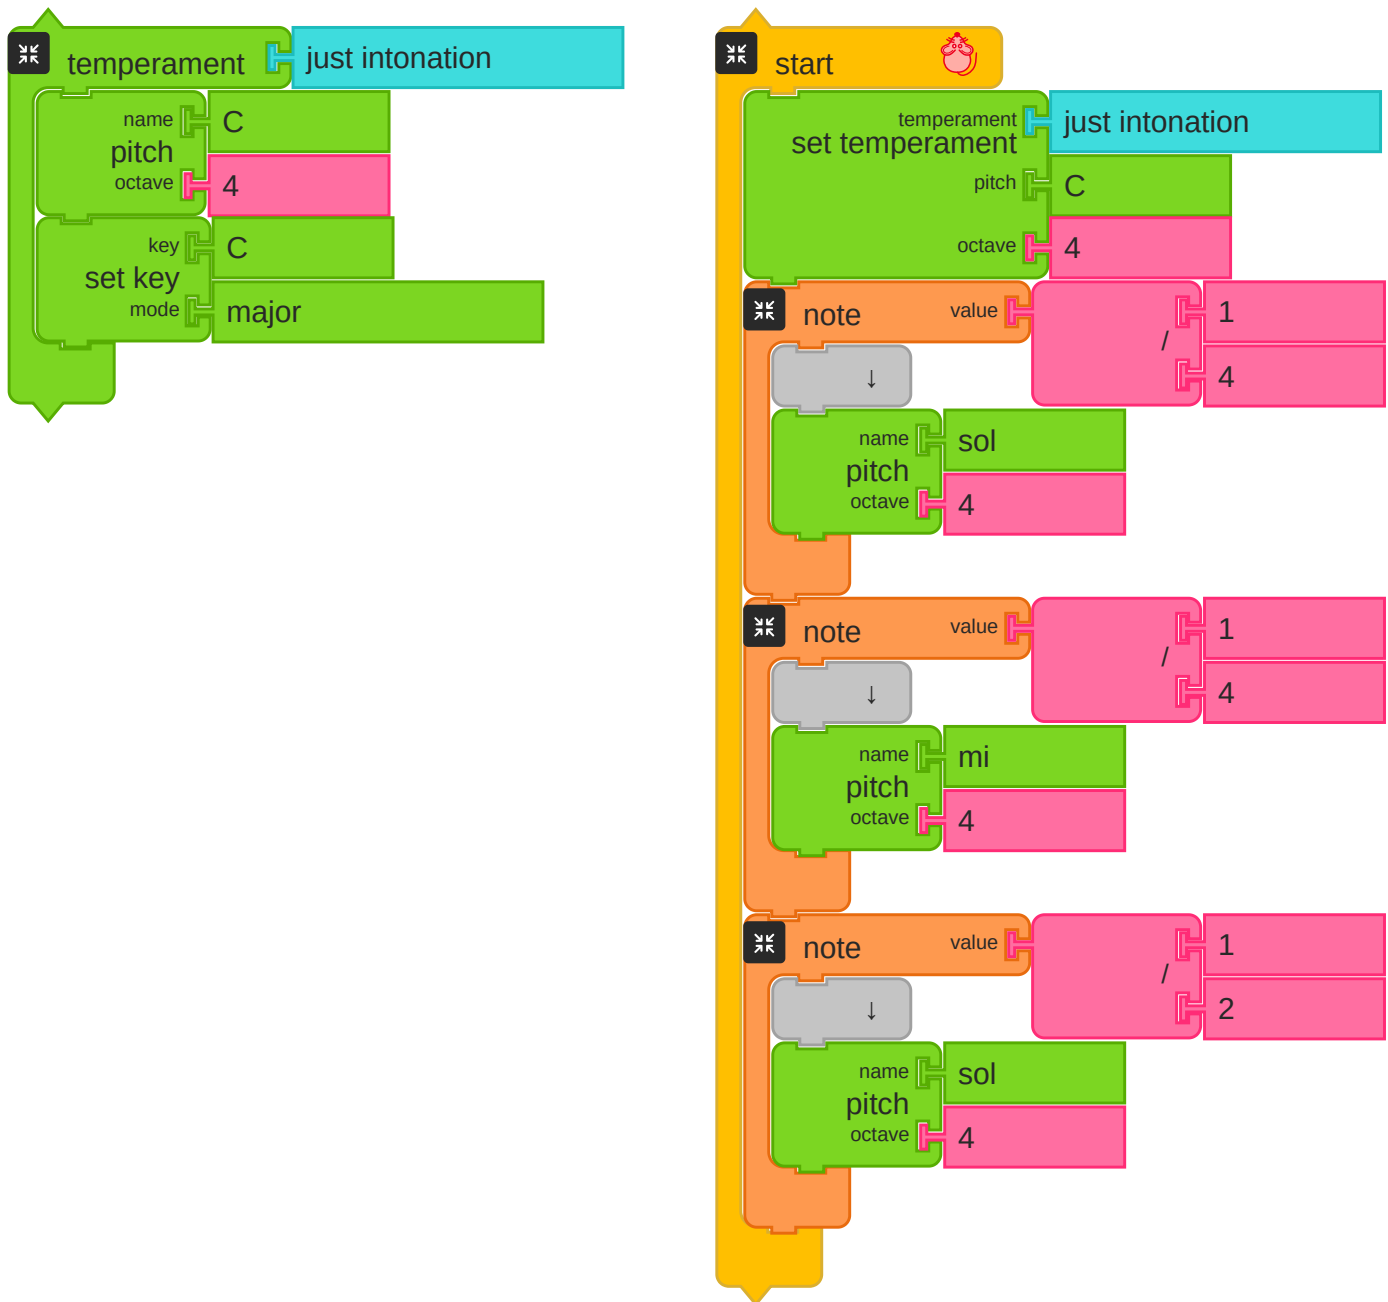 temperament just intonation
name C
pitch
octave 4
key C
set key
mode major
start
temperament just intonation
set temperament
pitch C
octave 4
note value 1
/
4
↓
name sol
pitch
octave 4
note value 1
/
4
↓
name mi
pitch
octave 4
note value 1
/
2
↓
name sol
pitch
octave 4